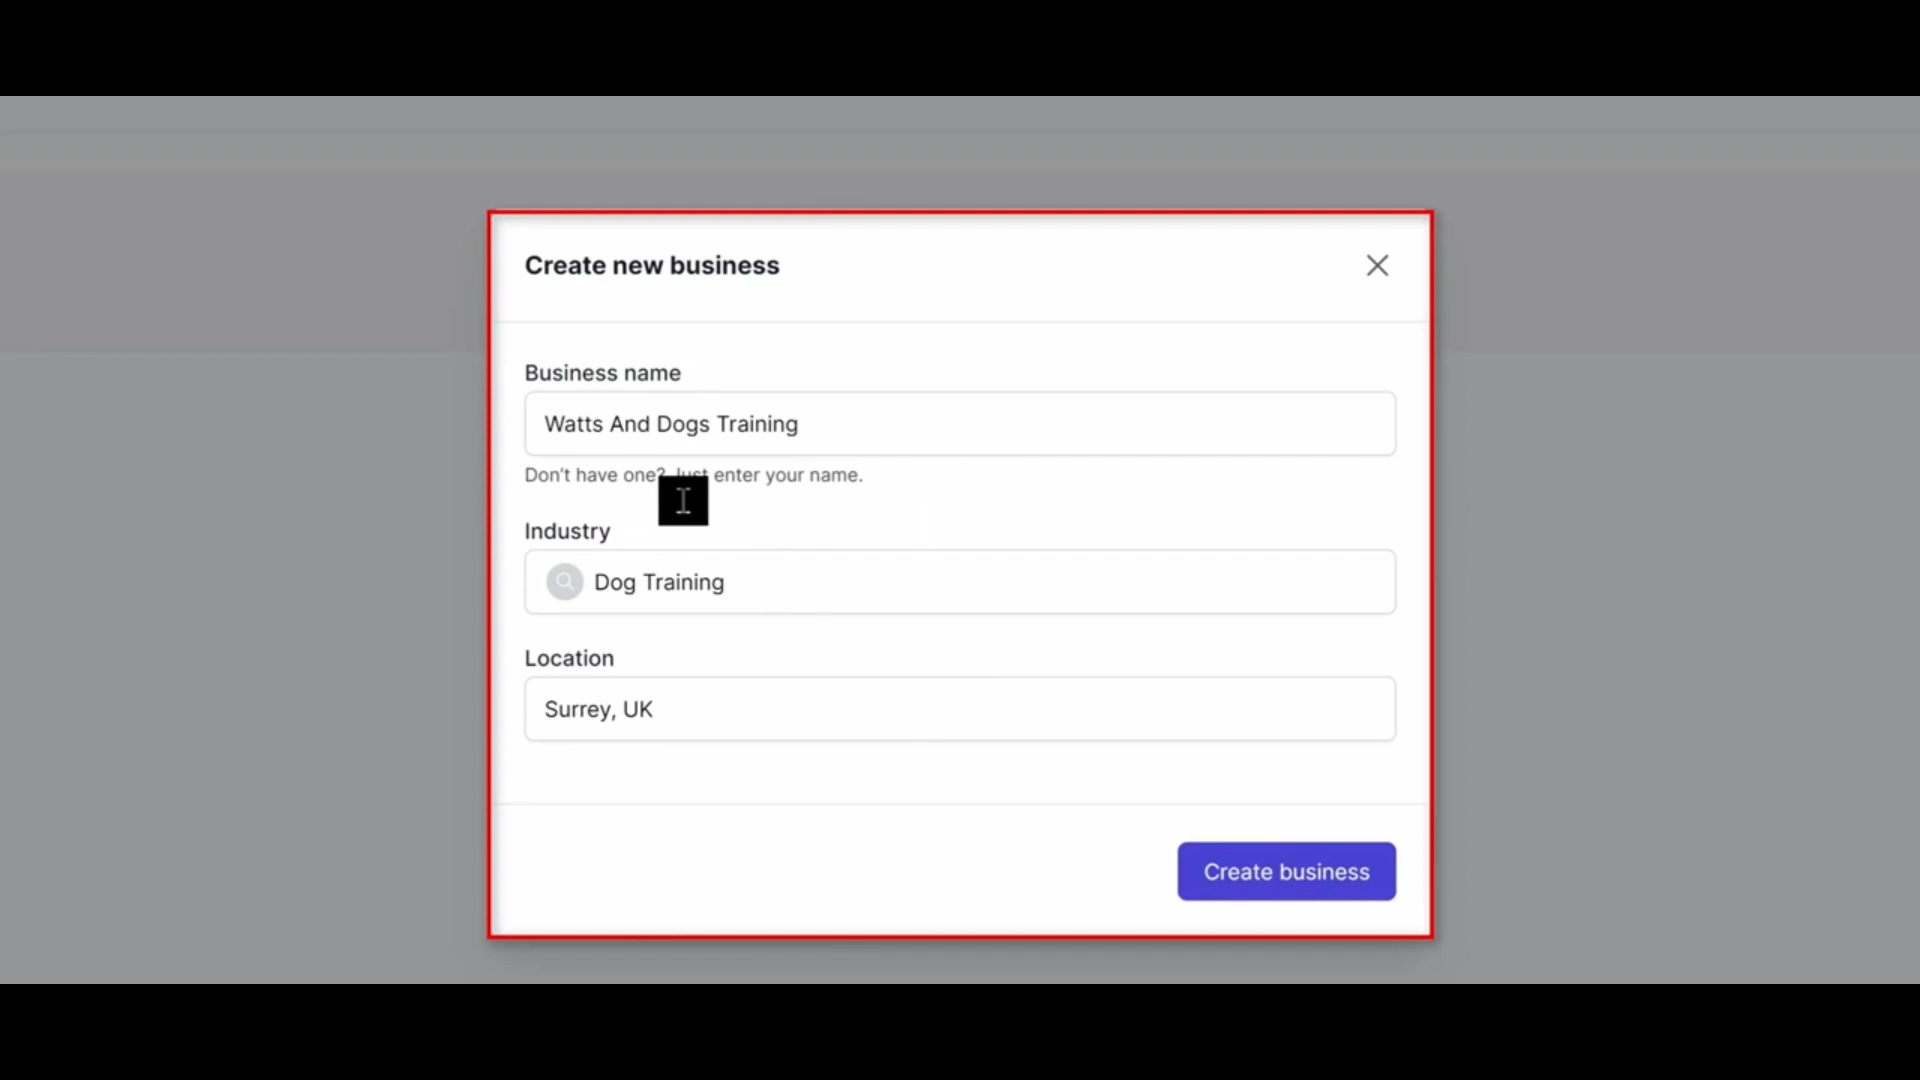 Create new business
Business name
Watts And Dogs Training
Don't have one? Just enter your name.
Industry
Dog Training
Location
Surrey, UK
Create business